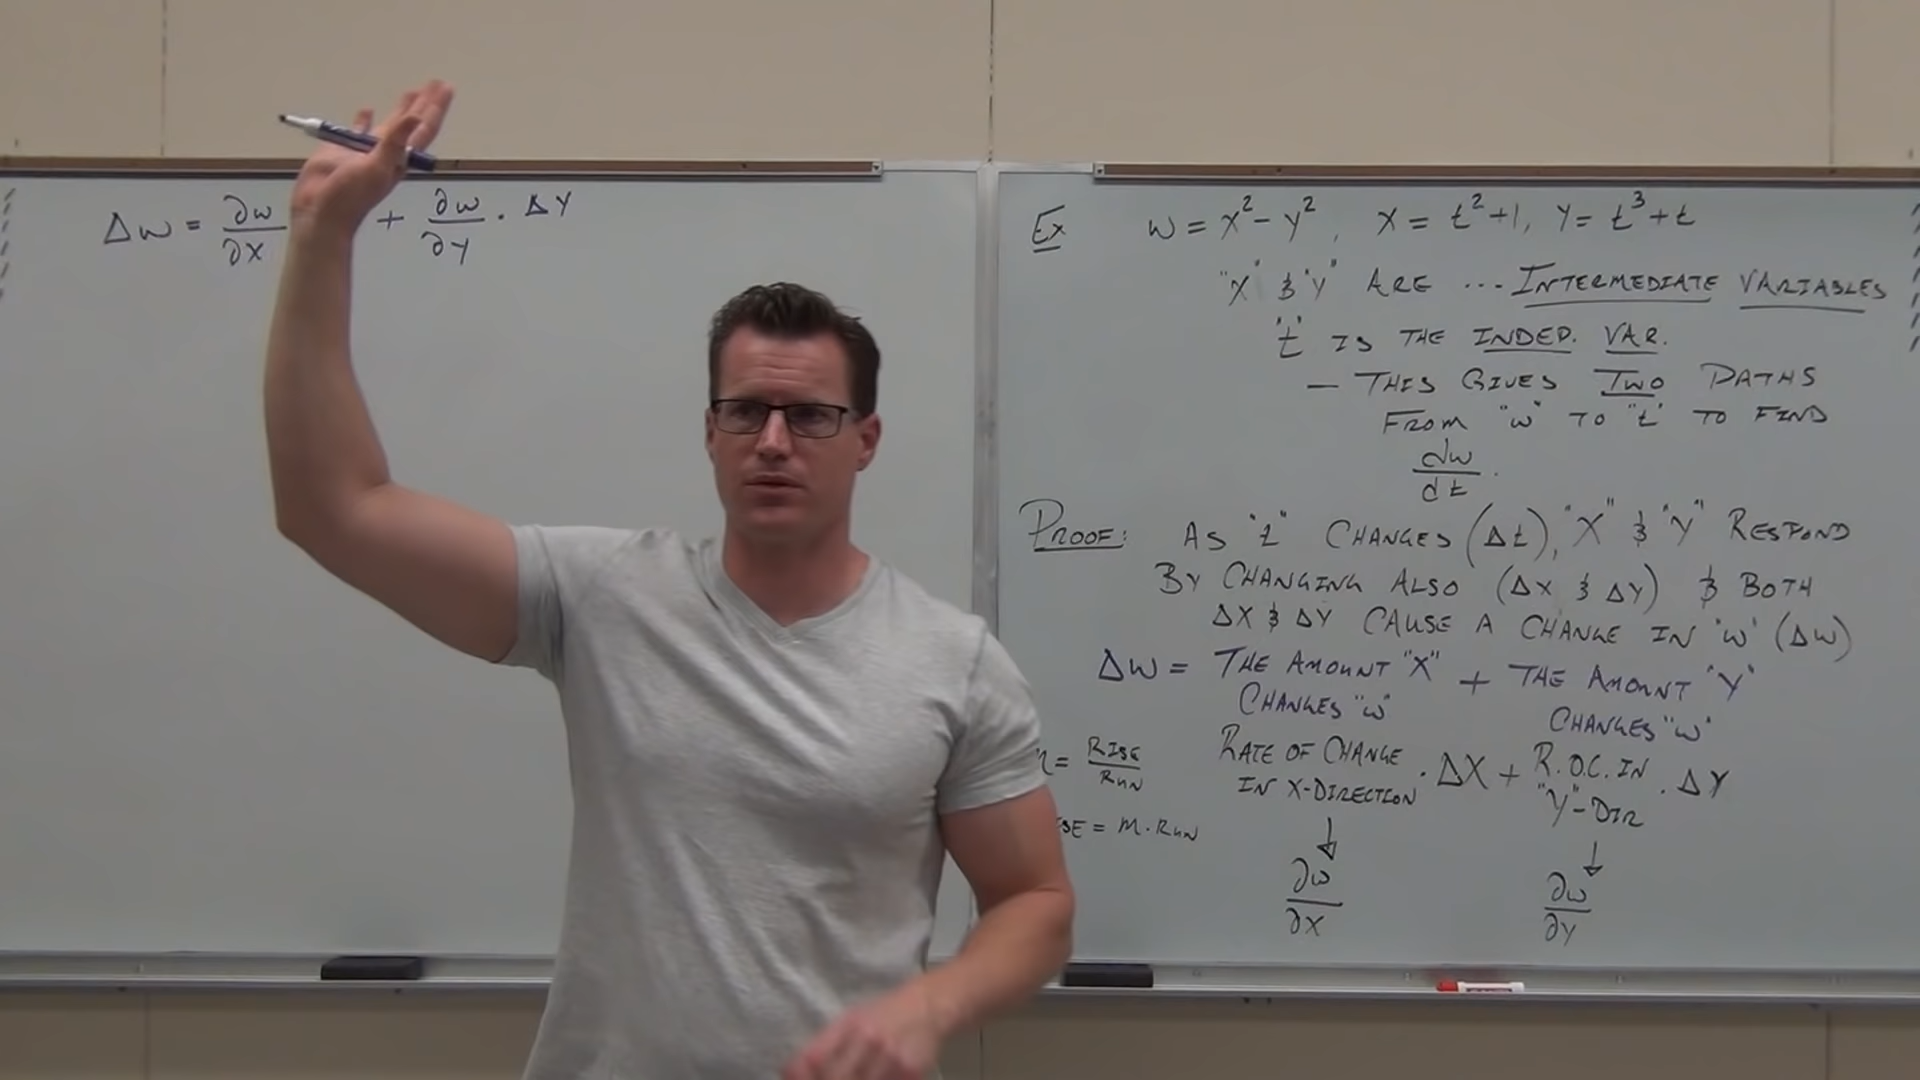 Δw = ∂w/∂x + ∂w/∂y · ΔY
Ex w = x² - y², x = t² + 1, y = t³ + t
"X" & "Y" ARE ... INTERMEDIATE VARIABLES
"t" IS THE INDEP. VAR.
— THIS GIVES TWO PATHS
FROM "w" TO "t" TO FIND
dw/dt.
PROOF: AS "t" CHANGES (Δt), "X" & "Y" RESPOND
BY CHANGING ALSO (ΔX & ΔY) & BOTH
ΔX & ΔY CAUSE A CHANGE IN "w" (Δw)
Δw = THE AMOUNT "X" + THE AMOUNT "Y"
CHANGES "w" CHANGES "w"
= RISE/RUN RATE OF CHANGE IN X-DIRECTION · ΔX + R.O.C. IN "Y"-DIR · ΔY
= M·RUN
∂w/∂x ∂w/∂y